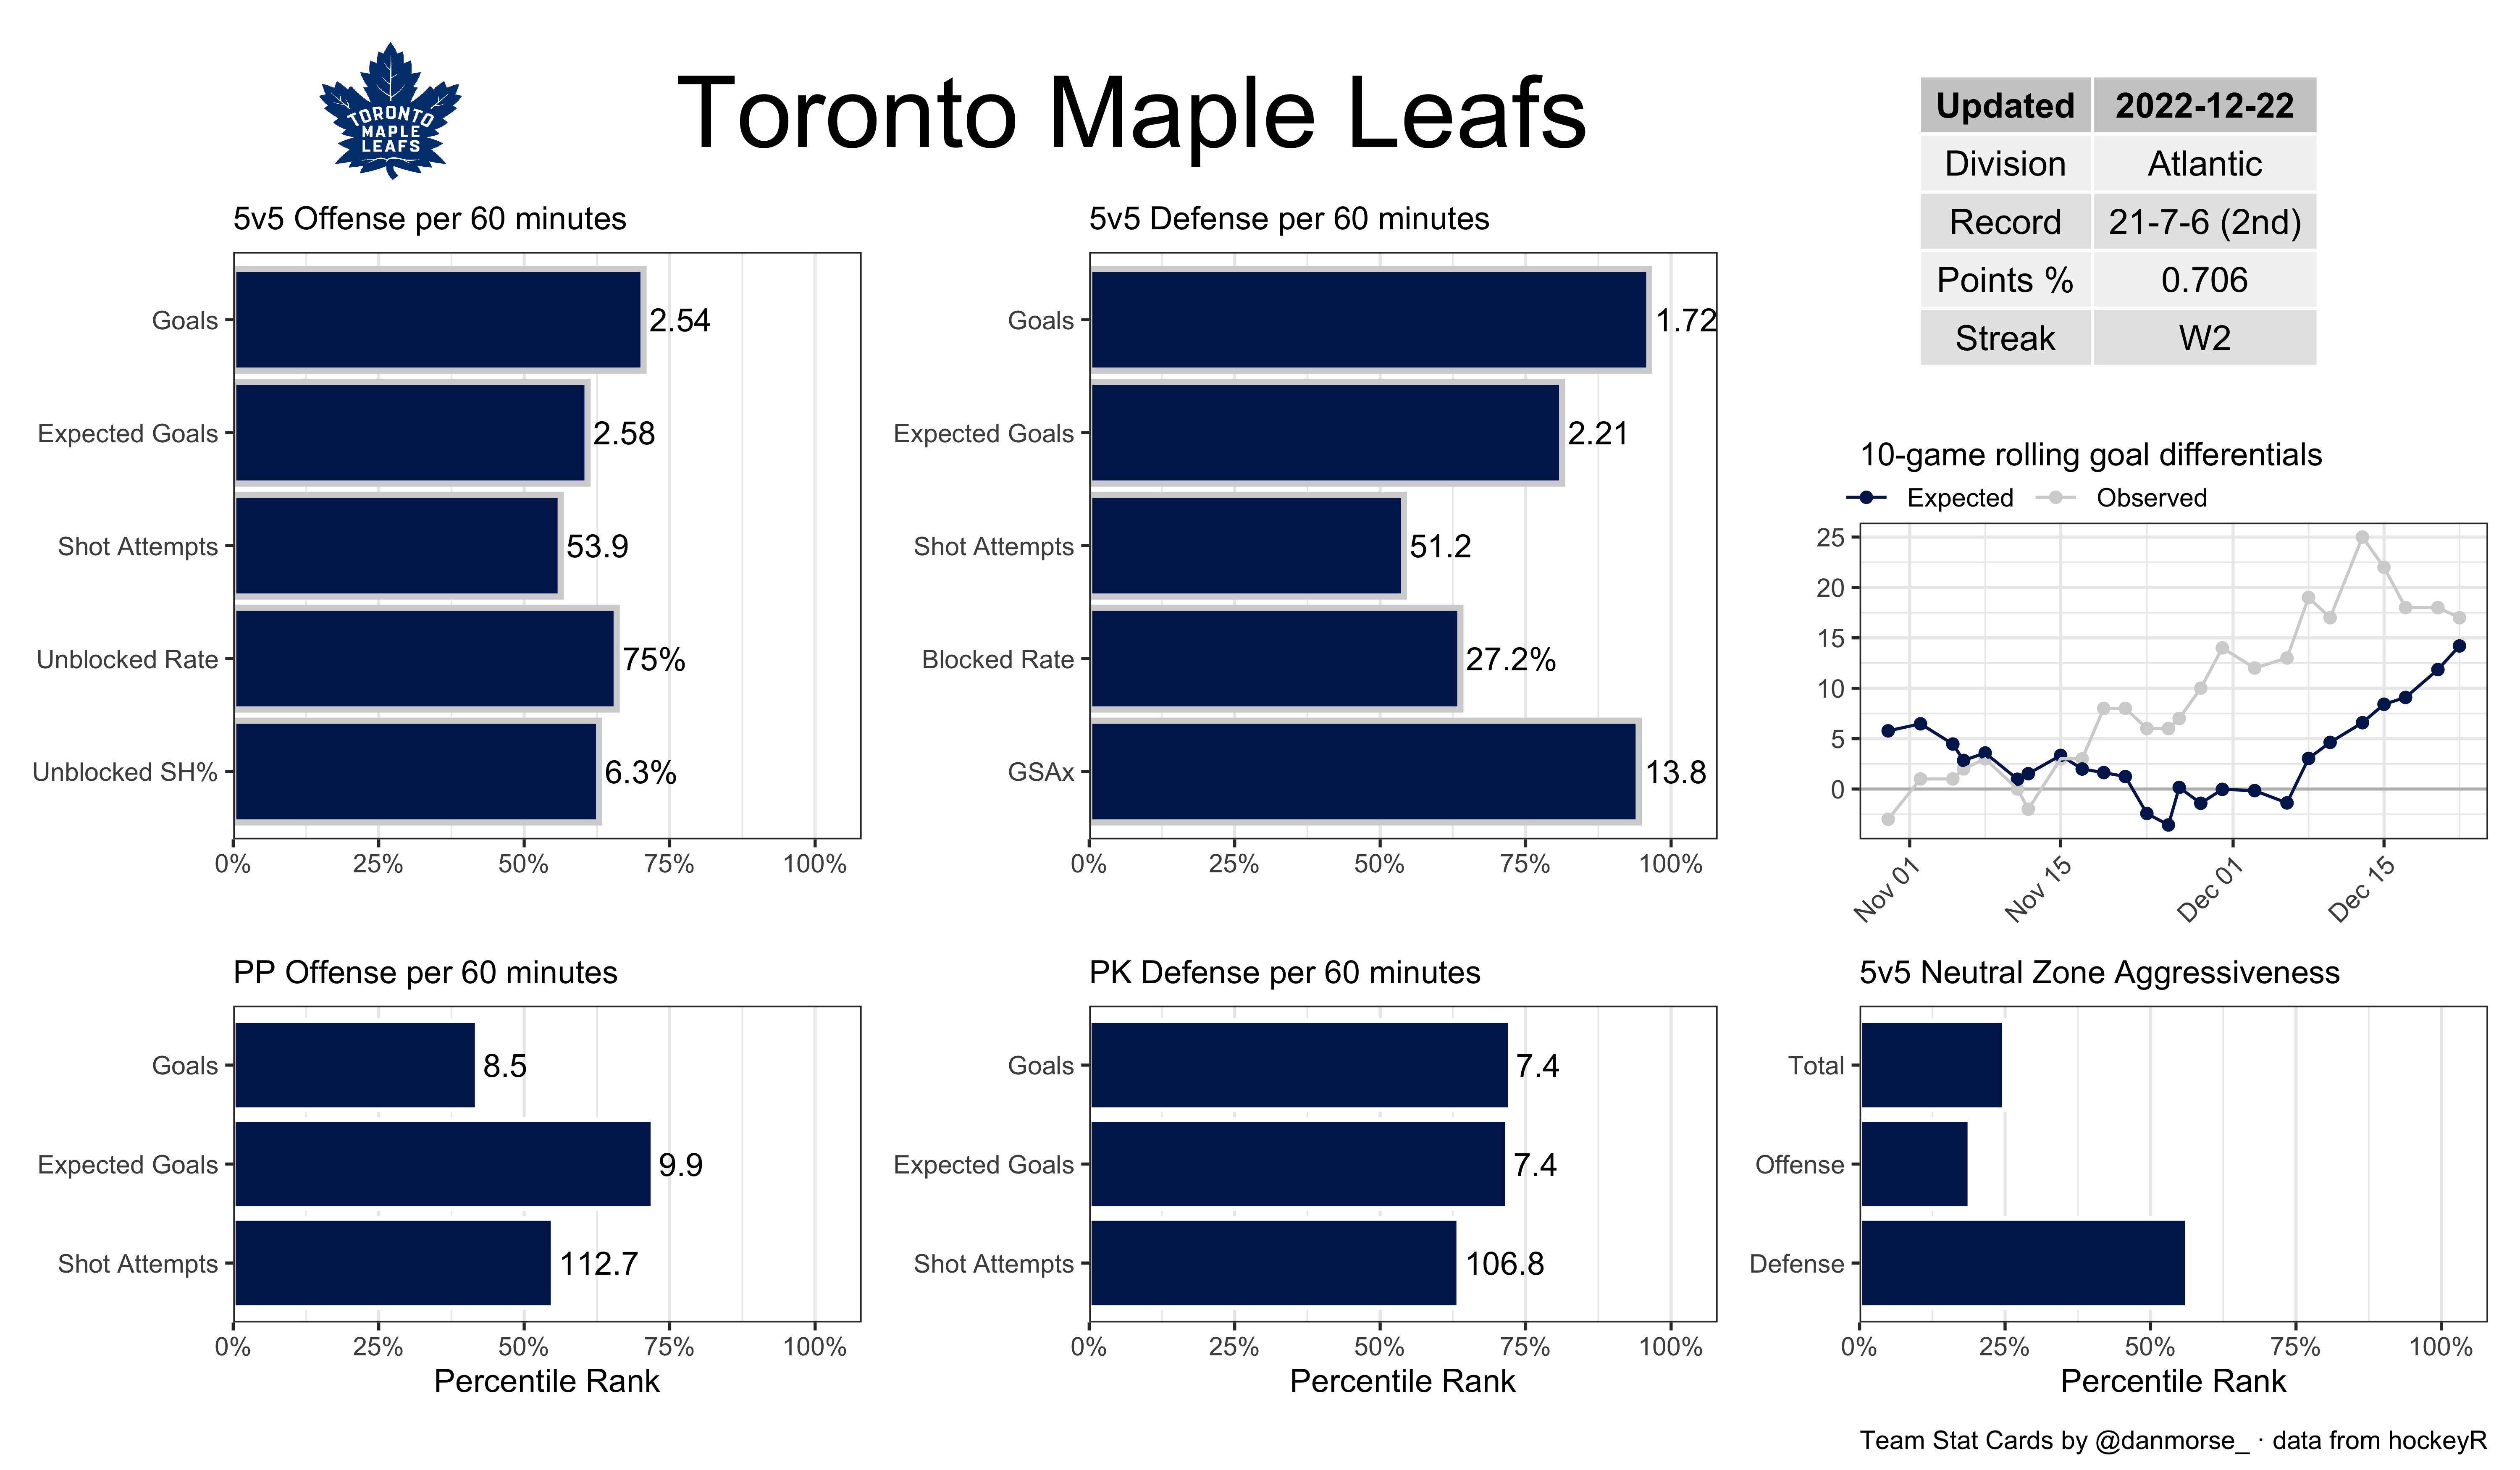 TORONTO
MAPLE
LEAFS
Toronto Maple Leafs
Updated 2022-12-22
Division Atlantic
Record 21-7-6 (2nd)
Points % 0.706
Streak W2
5v5 Offense per 60 minutes
Goals 2.54
Expected Goals 2.58
Shot Attempts 53.9
Unblocked Rate 75%
Unblocked SH% 6.3%
0% 25% 50% 75% 100%
5v5 Defense per 60 minutes
Goals 1.72
Expected Goals 2.21
Shot Attempts 51.2
Blocked Rate 27.2%
GSAx 13.8
0% 25% 50% 75% 100%
10-game rolling goal differentials
Expected Observed
25
20
15
10
5
0
Nov 01 Nov 15 Dec 01 Dec 15
PP Offense per 60 minutes
Goals 8.5
Expected Goals 9.9
Shot Attempts 112.7
0% 25% 50% 75% 100%
Percentile Rank
PK Defense per 60 minutes
Goals 7.4
Expected Goals 7.4
Shot Attempts 106.8
0% 25% 50% 75% 100%
Percentile Rank
5v5 Neutral Zone Aggressiveness
Total
Offense
Defense
0% 25% 50% 75% 100%
Percentile Rank
Team Stat Cards by @danmorse_ · data from hockeyR